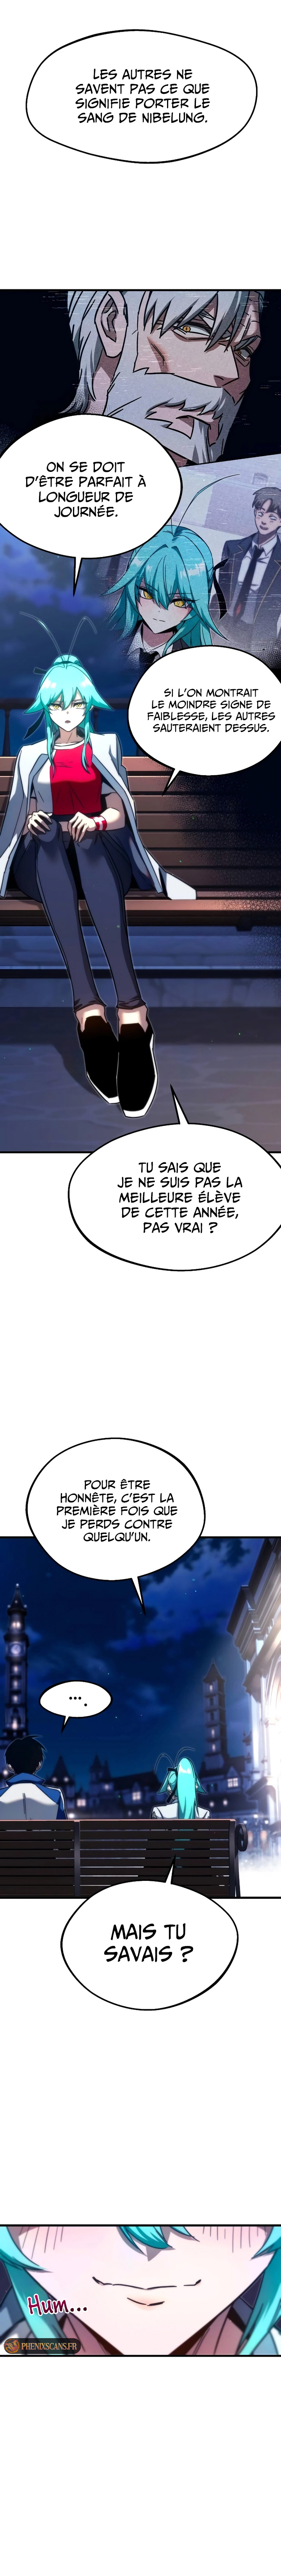 LES AUTRES NE
SAVENT PAS CE QUE
SIGNIFIE PORTER LE
SANG DE NIBELUNG.
ON SE DOIT
D'ÊTRE PARFAIT À
LONGUEUR DE
JOURNÉE.
SI L'ON MONTRAIT
LE MOINDRE SIGNE DE
FAIBLESSE, LES AUTRES
SAUTERAIENT DESSUS.
TU SAIS QUE
JE NE SUIS PAS LA
MEILLEURE ÉLÈVE
DE CETTE ANNÉE,
PAS VRAI ?
POUR ÊTRE
HONNÊTE, C'EST LA
PREMIÈRE FOIS QUE
JE PERDS CONTRE
QUELQU'UN.
... .
MAIS TU
SAVAIS ?
HUM...
PHENIXSCANS.FR